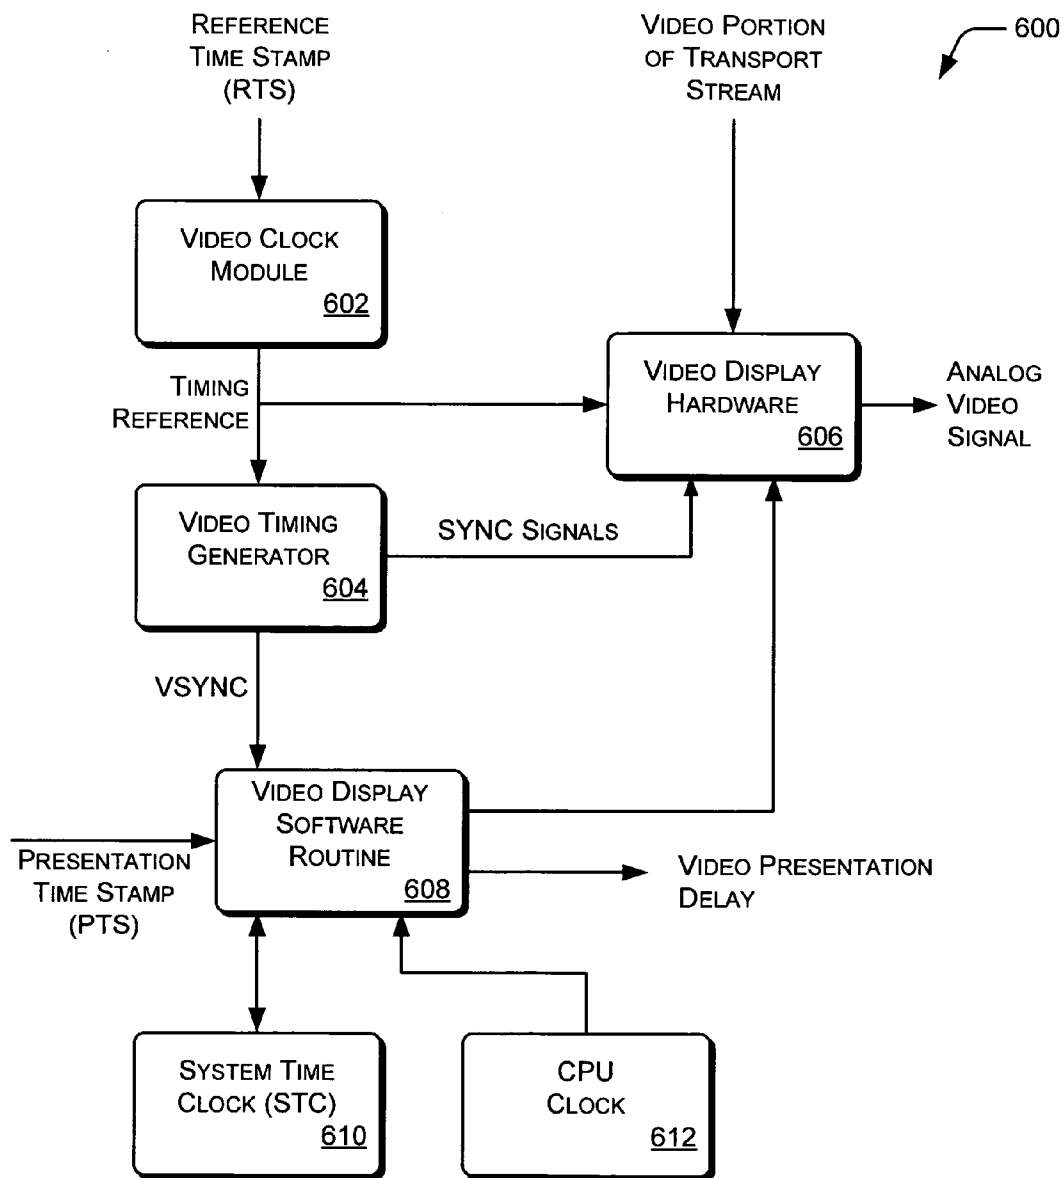 REFERENCE
TIME STAMP
(RTS)
VIDEO PORTION
OF TRANSPORT
STREAM
600
VIDEO CLOCK
MODULE
602
TIMING
REFERENCE
VIDEO DISPLAY
HARDWARE
606
ANALOG
VIDEO
SIGNAL
VIDEO TIMING
GENERATOR
604
SYNC SIGNALS
VSYNC
VIDEO DISPLAY
SOFTWARE
ROUTINE
608
PRESENTATION
TIME STAMP
(PTS)
VIDEO PRESENTATION
DELAY
SYSTEM TIME
CLOCK (STC)
610
CPU
CLOCK
612